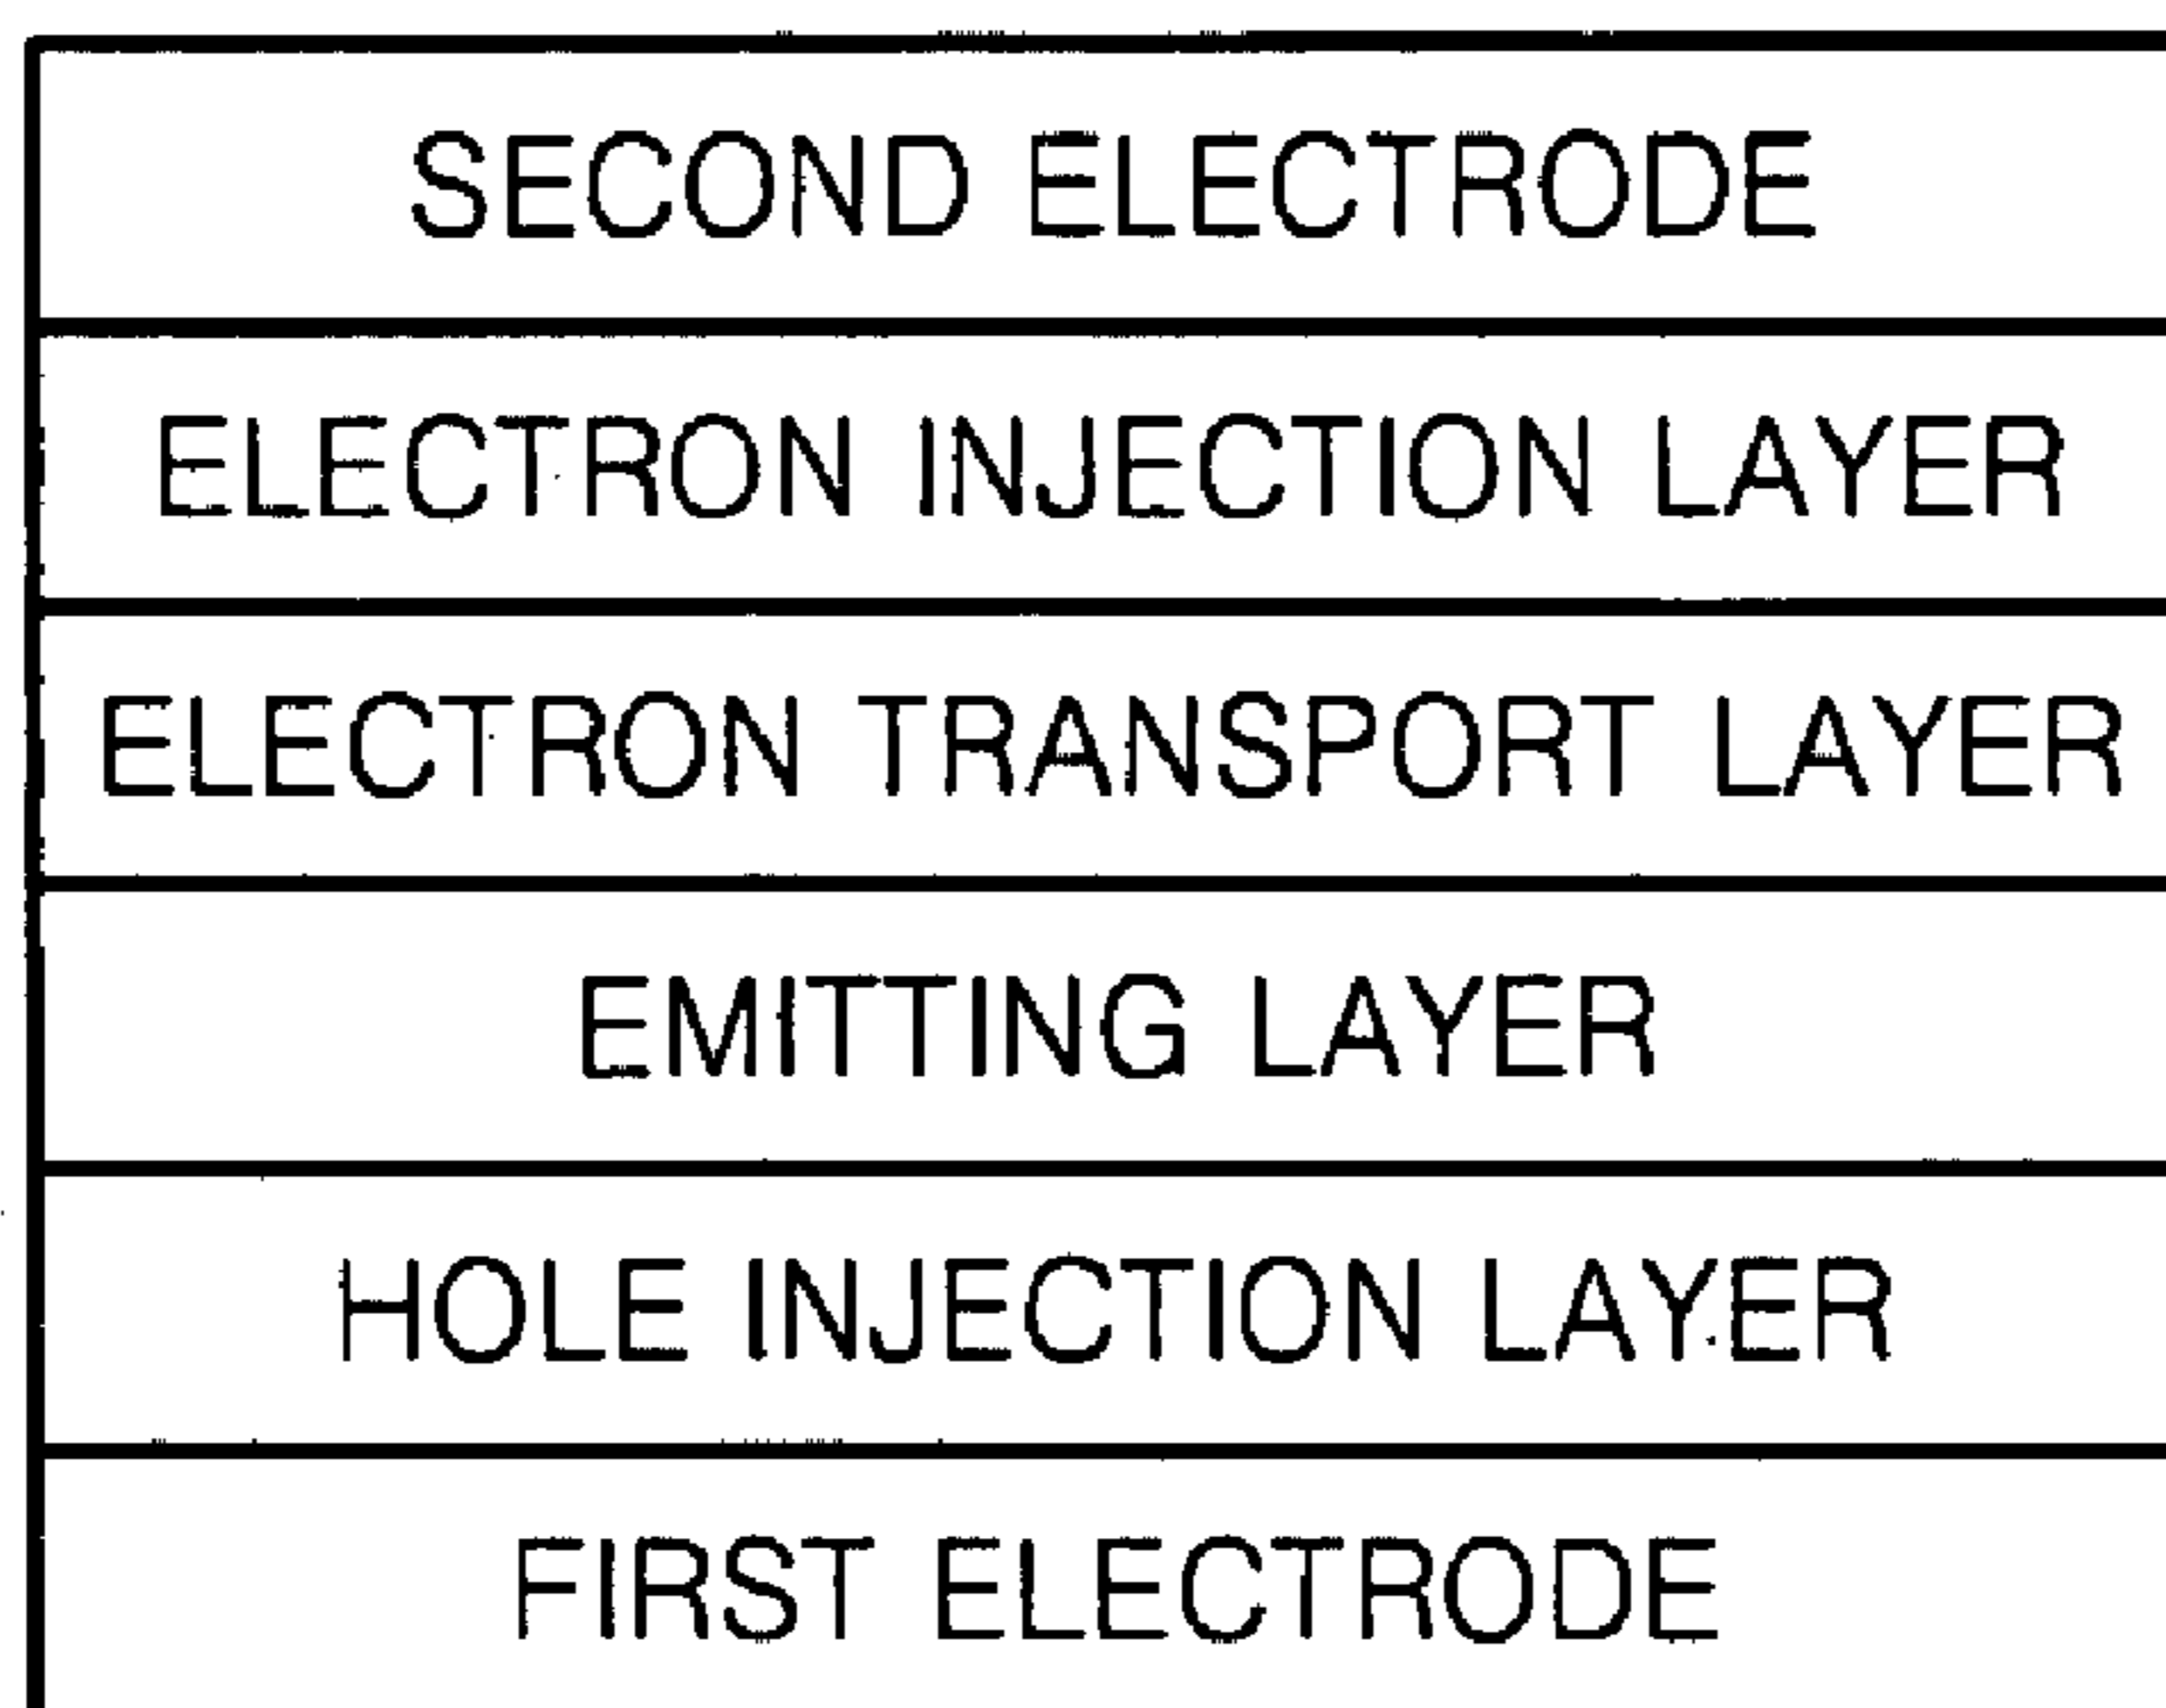 SECOND ELECTRODE
ELECTRON INJECTION LAYER
ELECTRON TRANSPORT LAYER
EMITTING LAYER
HOLE INJECTION LAYER
FIRST ELECTRODE